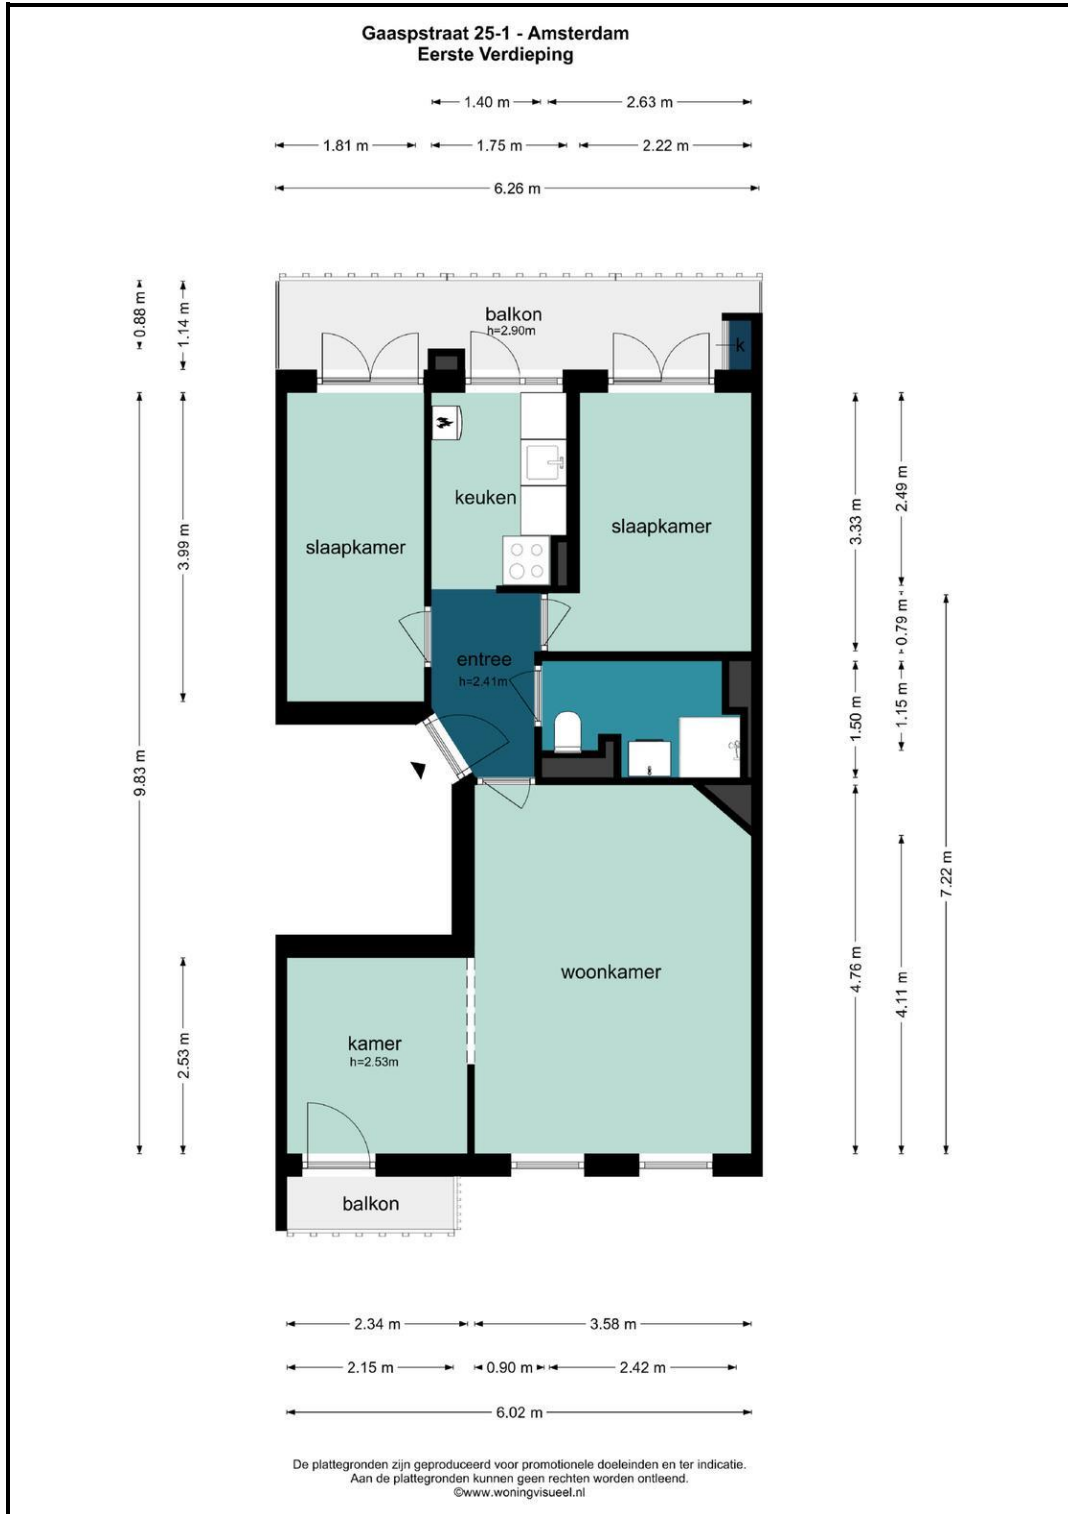 Gaaspstraat 25-1 - Amsterdam
Eerste Verdieping
1.40 m
2.63 m
1.81 m
1.75 m
2.22 m
6.26 m
0.88 m
1.14 m
balkon
h=2.90m
k
keuken
slaapkamer
slaapkamer
3.99 m
3.33 m
2.49 m
0.79 m
entree
h=2.41m
1.50 m
1.15 m
9.83 m
7.22 m
woonkamer
4.76 m
4.11 m
kamer
h=2.53m
2.53 m
balkon
2.34 m
3.58 m
2.15 m
0.90 m
2.42 m
6.02 m
De plattegronden zijn geproduceerd voor promotionele doeleinden en ter indicatie.
Aan de plattegronden kunnen geen rechten worden ontleend.
©www.woningvisueel.nl